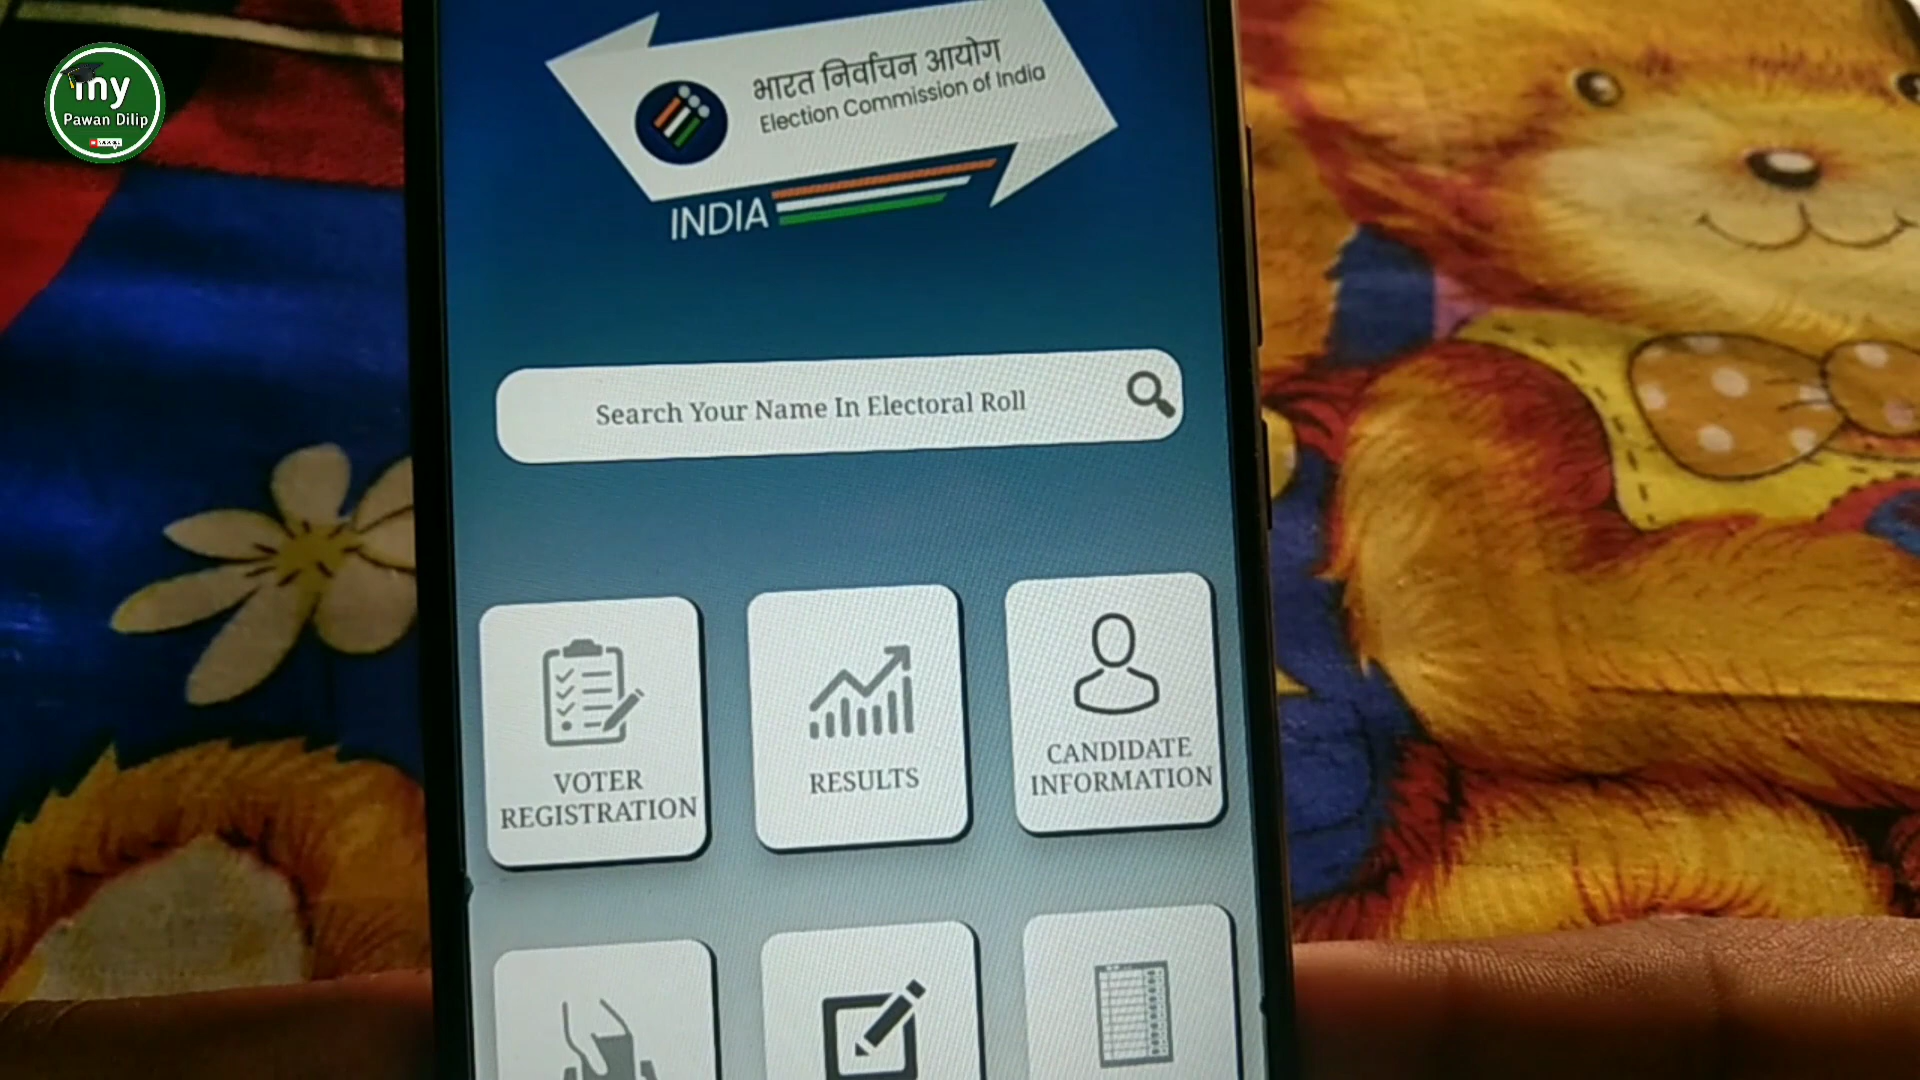 my
Pawan Dilip
भारत निर्वाचन आयोग
Election Commission of India
INDIA
Search Your Name In Electoral Roll
VOTER
REGISTRATION
RESULTS
CANDIDATE
INFORMATION